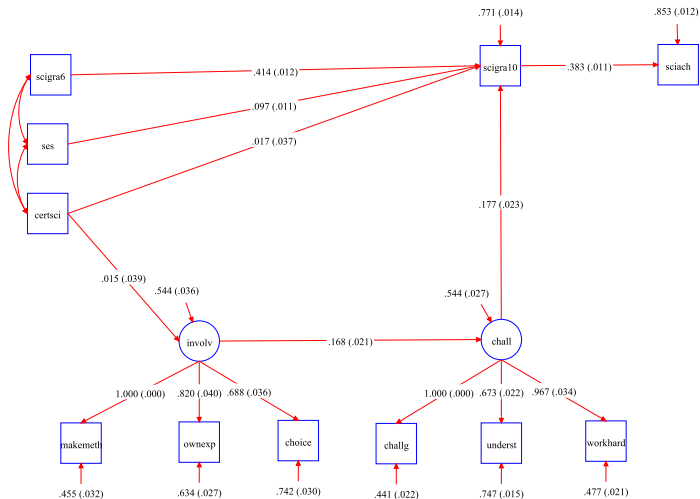 .771 (.014)
.853 (.012)
scigra6
.414 (.012)
scigra10
.383 (.011)
sciach
.097 (.011)
ses
.017 (.037)
certsci
.177 (.023)
.015 (.039)
.544 (.036)
.544 (.027)
involv
.168 (.021)
chall
1.000 (.000)
.820 (.040)
.688 (.036)
1.000 (.000)
.673 (.022)
.967 (.034)
makemeth
ownexp
choice
challg
underst
workhard
.455 (.032)
.634 (.027)
.742 (.030)
.441 (.022)
.747 (.015)
.477 (.021)